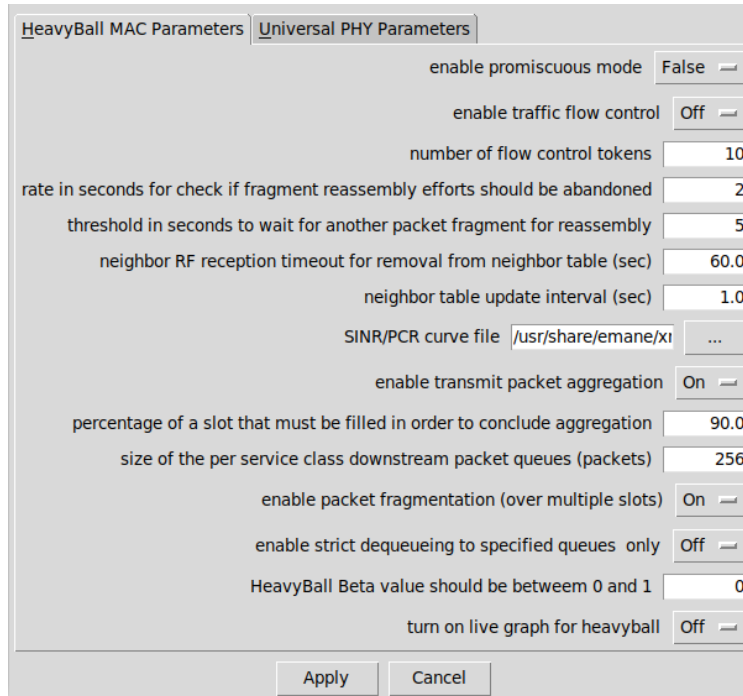 HeavyBall MAC Parameters Universal PHY Parameters
enable promiscuous mode False
enable traffic flow control Off
number of flow control tokens 10
rate in seconds for check if fragment reassembly efforts should be abandoned 2
threshold in seconds to wait for another packet fragment for reassembly 5
neighbor RF reception timeout for removal from neighbor table (sec) 60.0
neighbor table update interval (sec) 1.0
SINR/PCR curve file /usr/share/emane/xr ...
enable transmit packet aggregation On
percentage of a slot that must be filled in order to conclude aggregation 90.0
size of the per service class downstream packet queues (packets) 256
enable packet fragmentation (over multiple slots) On
enable strict dequeueing to specified queues only Off
HeavyBall Beta value should be betweem 0 and 1 0
turn on live graph for heavyball Off
Apply Cancel